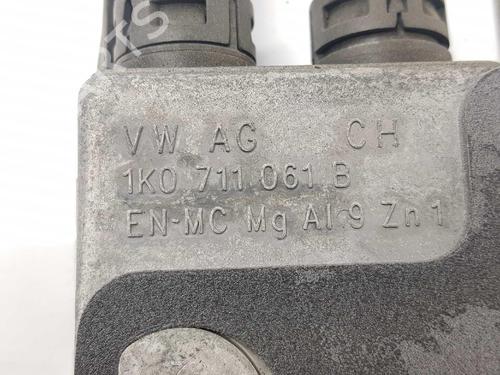 VW AG CH
1K0 711 061 B
EN-MC Mg Al 9 Zn 1